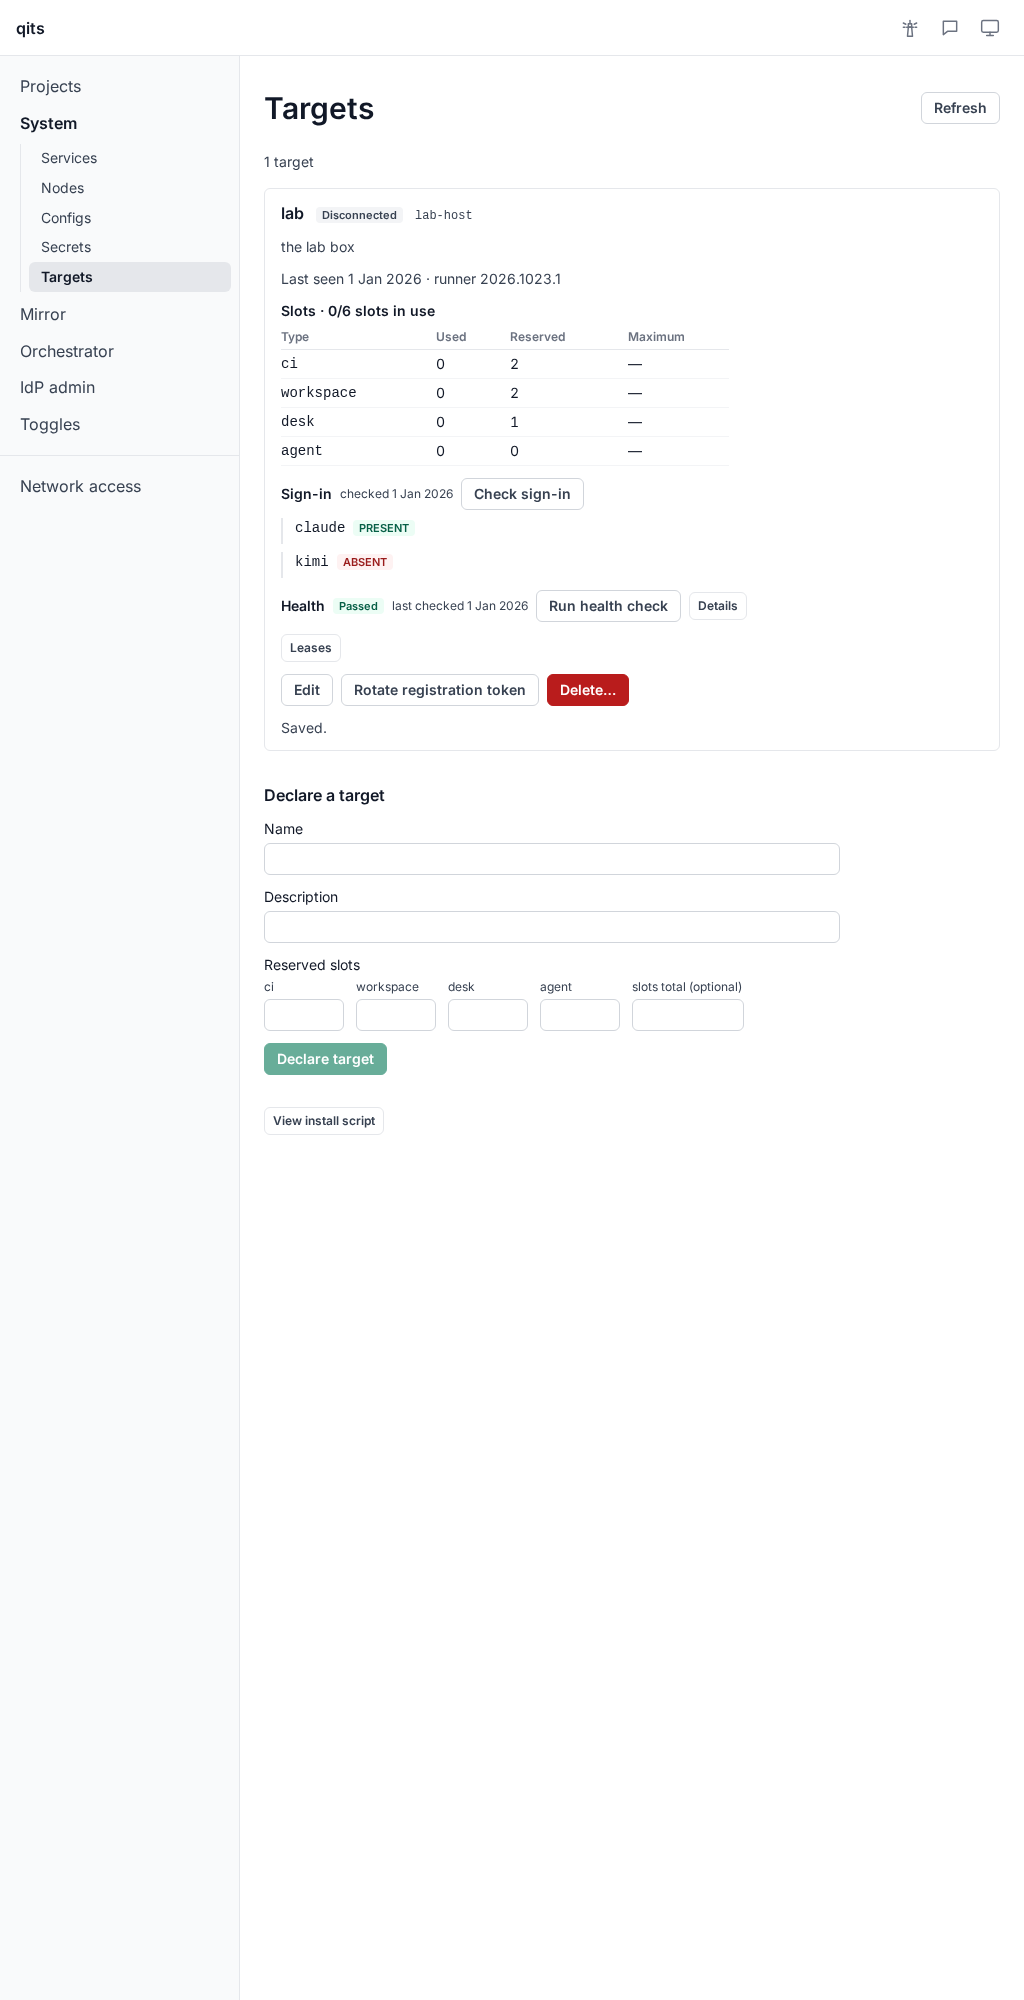 qits
Projects
System
Services
Nodes
Configs
Secrets
Targets
Mirror
Orchestrator
IdP admin
Toggles
Network access
Targets
Refresh
1 target
lab Disconnected lab-host
the lab box
Last seen 1 Jan 2026 · runner 2026.1023.1
Slots · 0/6 slots in use
Type Used Reserved Maximum
ci 0 2 —
workspace 0 2 —
desk 0 1 —
agent 0 0 —
Sign-in checked 1 Jan 2026 Check sign-in
claude PRESENT
kimi ABSENT
Health Passed last checked 1 Jan 2026 Run health check Details
Leases
Edit Rotate registration token Delete...
Saved.
Declare a target
Name
Description
Reserved slots
ci workspace desk agent slots total (optional)
Declare target
View install script